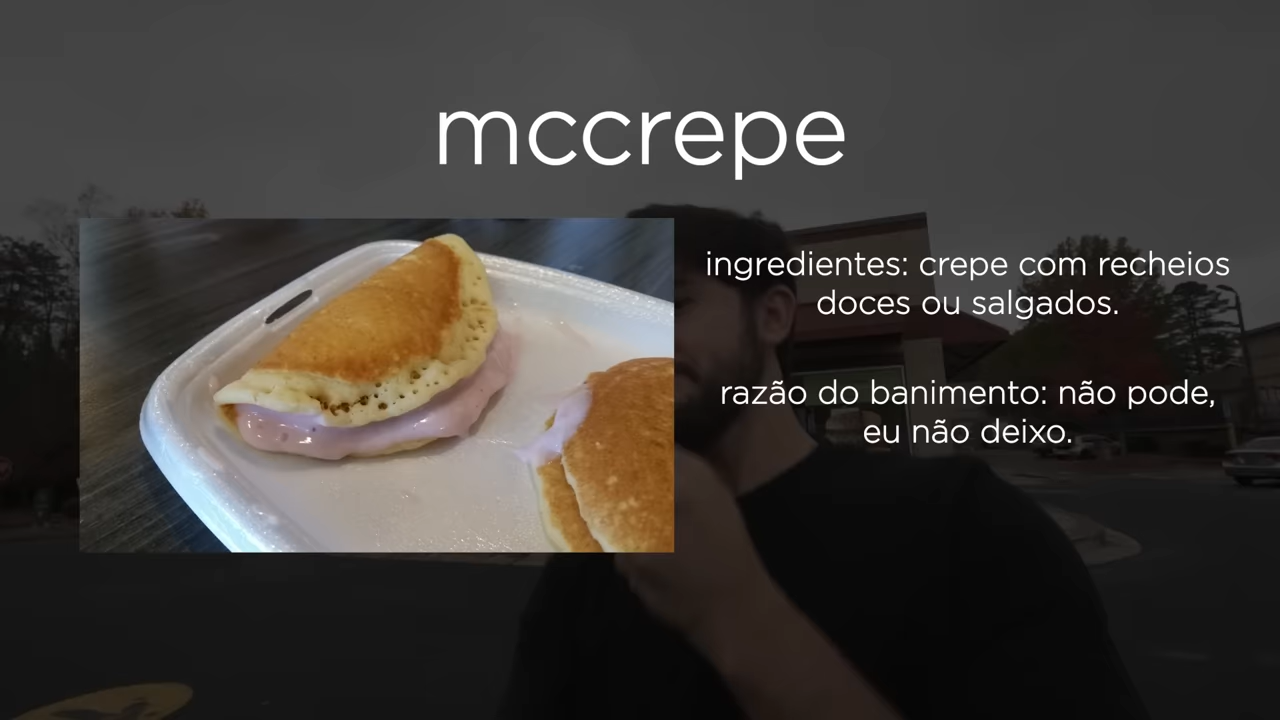 mccrepe
ingredientes: crepe com recheios
doces ou salgados.
razão do banimento: não pode,
eu não deixo.